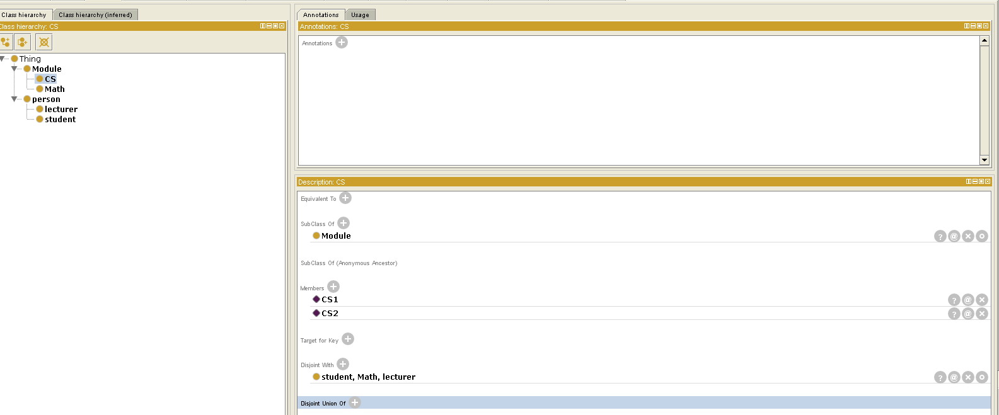 Class hierarchy
Class hierarchy (inferred)
Class hierarchy: CS
Thing
Module
CS
Math
person
lecturer
student
Annotations
Usage
Annotations: CS
Annotations
Description: CS
Equivalent To
SubClass Of
Module
SubClass Of (Anonymous Ancestor)
Members
CS1
CS2
Target for Key
Disjoint With
student, Math, lecturer
Disjoint Union Of